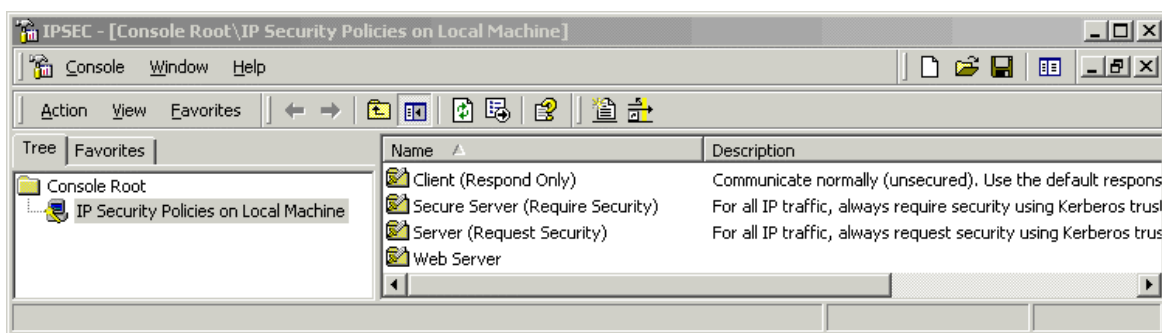 IPSEC - [Console Root\IP Security Policies on Local Machine]
Console Window Help
Action View Favorites
Tree Favorites
Name Description
Console Root
IP Security Policies on Local Machine
Client (Respond Only) Communicate normally (unsecured). Use the default respons
Secure Server (Require Security) For all IP traffic, always require security using Kerberos trus
Server (Request Security) For all IP traffic, always request security using Kerberos trus
Web Server